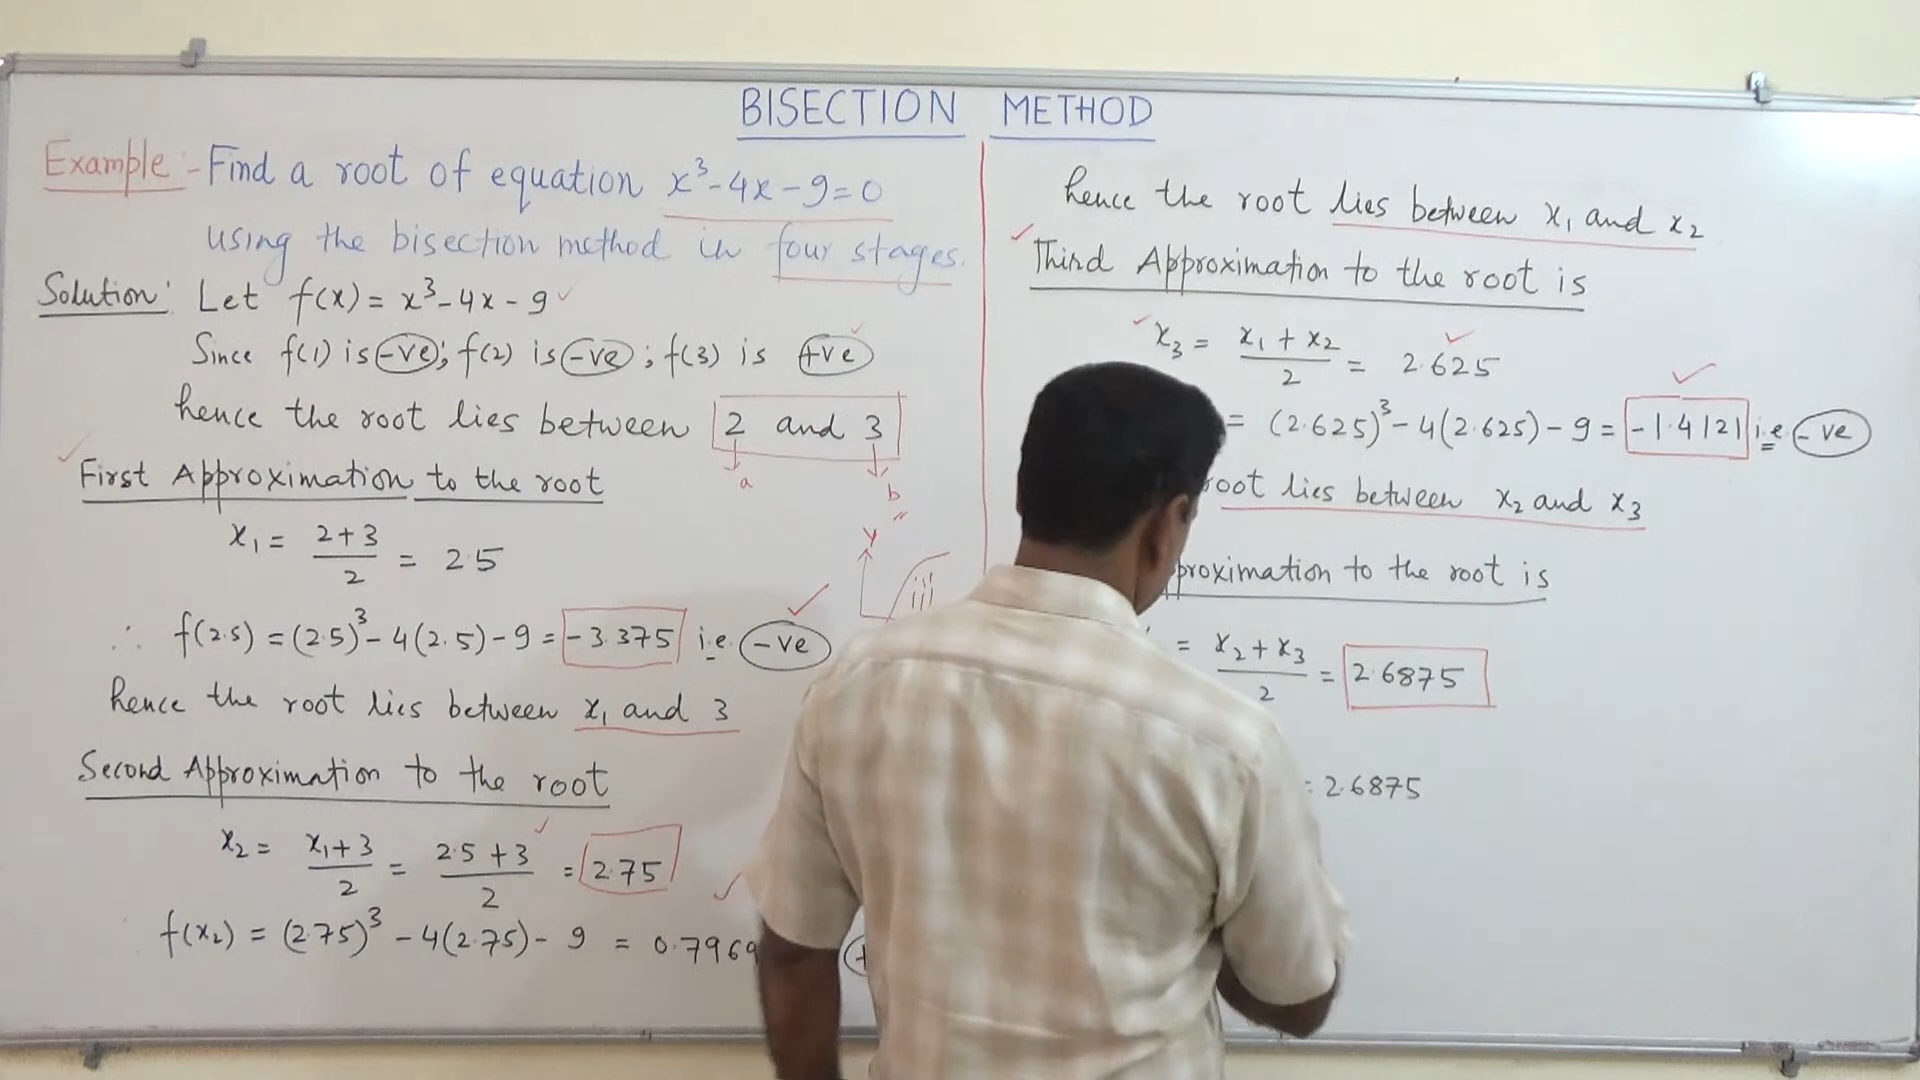 BISECTION METHOD
Example:- Find a root of equation x³-4x-9=0
using the bisection method in four stages.
Solution: Let f(x) = x³-4x-9
Since f(1) is -ve; f(2) is -ve; f(3) is +ve
hence the root lies between 2 and 3
a b
First Approximation to the root
x₁ = (2+3)/2 = 2.5
Y
∴ f(2.5) = (2.5)³-4(2.5)-9 = -3.375 i.e. -ve
hence the root lies between x₁ and 3
Second Approximation to the root
x₂ = (x₁+3)/2 = (2.5+3)/2 = 2.75
f(x₂) = (2.75)³ - 4(2.75) - 9 = 0.7969
hence the root lies between x₁ and x₂
Third Approximation to the root is
x₃ = (x₁+x₂)/2 = 2.625
= (2.625)³-4(2.625)-9 = -1.4121 i.e. -ve
root lies between x₂ and x₃
to the root is
= (x₂+x₃)/2 = 2.6875
2.6875